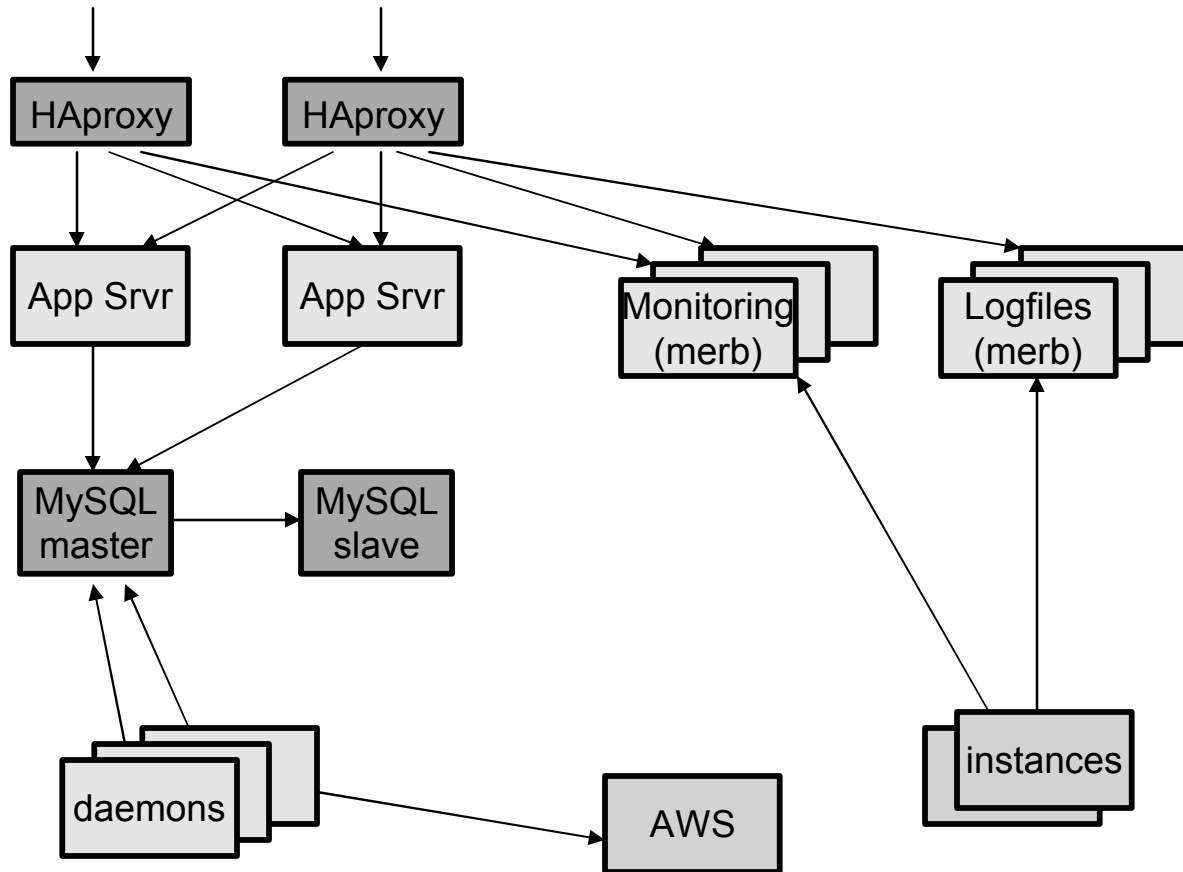 HAproxy
HAproxy
App Srvr
App Srvr
Monitoring
(merb)
Logfiles
(merb)
MySQL
master
MySQL
slave
daemons
AWS
instances